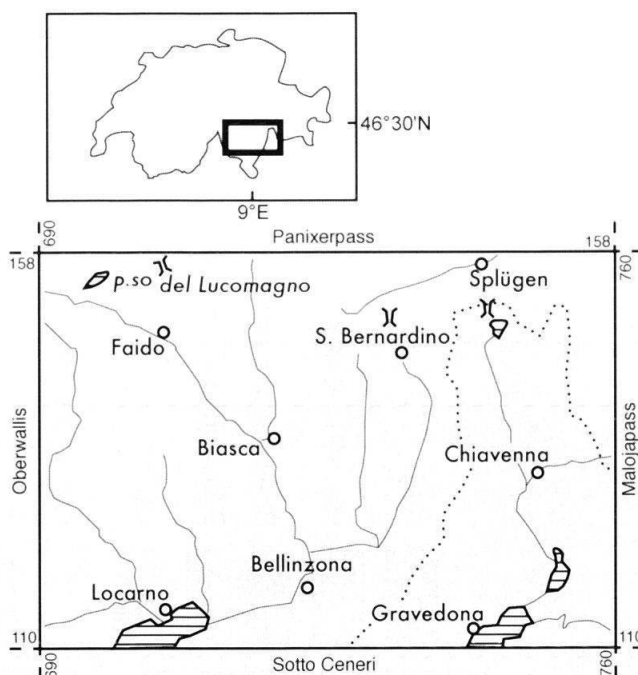 46°30'N
9°E
690
Panixerpass
158
760
158
p.so del Lucomagno
Splügen
Faido
S. Bernardino
Oberwallis
Malojapass
Biasca
Chiavenna
Bellinzona
Locarno
Gravedona
110
110
690
Sotto Ceneri
760